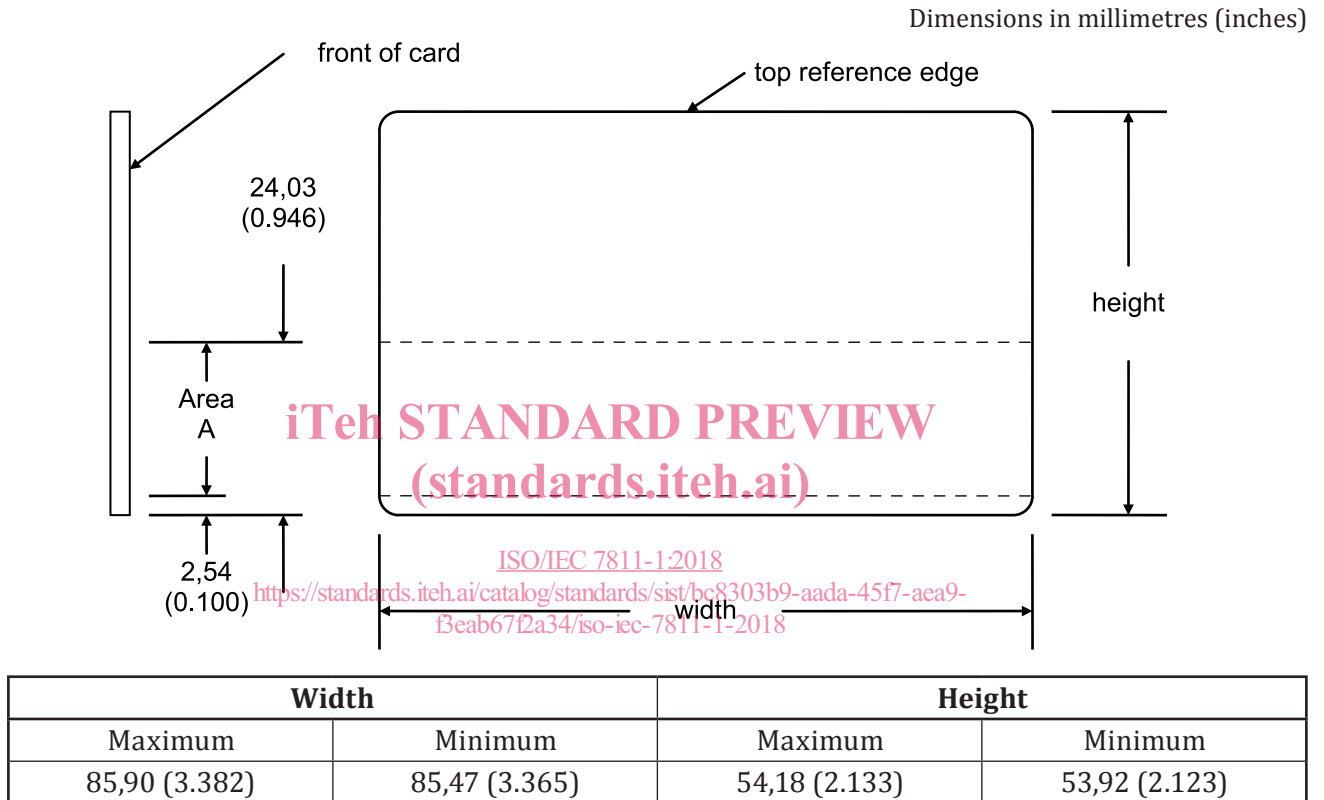 Dimensions in millimetres (inches)
front of card
top reference edge
24,03
(0.946)
height
Area
A
iTeh STANDARD PREVIEW
(standards.iteh.ai)
2,54
(0.100)
ISO/IEC 7811-1:2018
https://standards.iteh.ai/catalog/standards/sist/bc8303b9-aada-45f7-aea9-
f3eab67f2a34/iso-iec-7811-1-2018
width
Width Height
Maximum Minimum Maximum Minimum
85,90 (3.382) 85,47 (3.365) 54,18 (2.133) 53,92 (2.123)